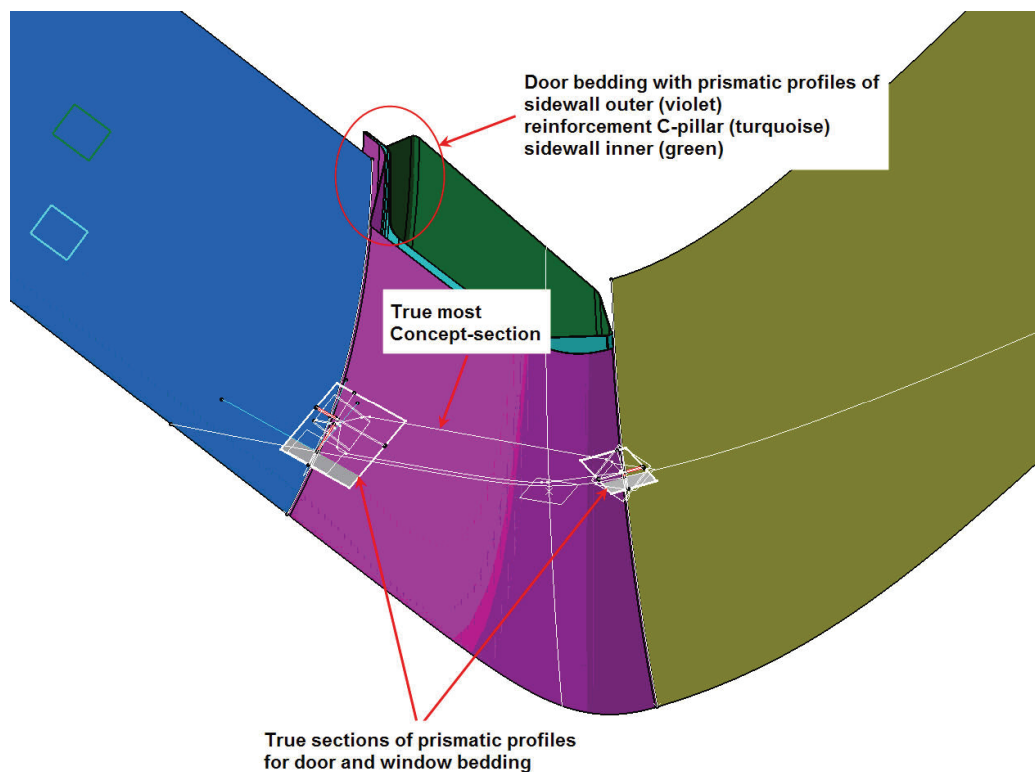 Door bedding with prismatic profiles of
sidewall outer (violet)
reinforcement C-pillar (turquoise)
sidewall inner (green)
True most
Concept-section
True sections of prismatic profiles
for door and window bedding